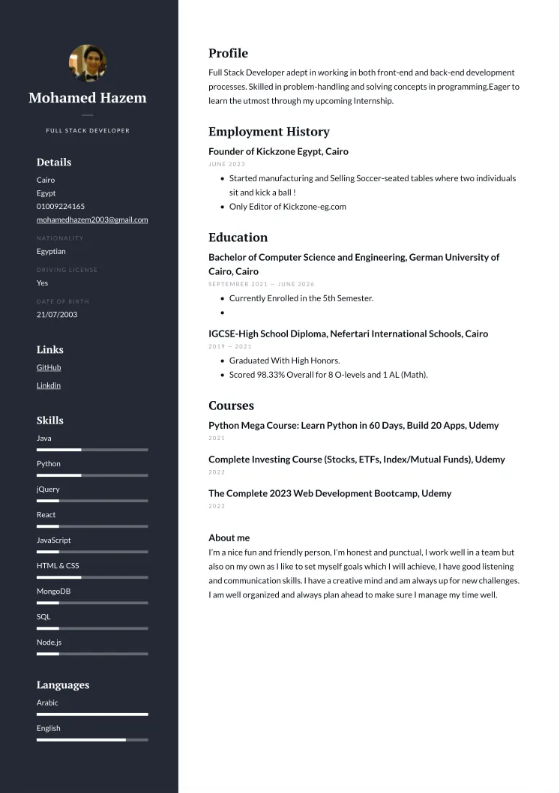 Mohamed Hazem
FULL STACK DEVELOPER
Details
Cairo
Egypt
01009224165
mohamedhazem2003@gmail.com
NATIONALITY
Egyptian
DRIVING LICENSE
Yes
DATE OF BIRTH
21/07/2003
Links
GitHub
Linkdin
Skills
Java
Python
jQuery
React
JavaScript
HTML & CSS
MongoDB
SQL
Node.js
Languages
Arabic
English
Profile
Full Stack Developer adept in working in both front-end and back-end development
processes. Skilled in problem-handling and solving concepts in programming.Eager to
learn the utmost through my upcoming Internship.
Employment History
Founder of Kickzone Egypt, Cairo
JUNE 2023
• Started manufacturing and Selling Soccer-seated tables where two individuals
sit and kick a ball !
• Only Editor of Kickzone-eg.com
Education
Bachelor of Computer Science and Engineering, German University of
Cairo, Cairo
SEPTEMBER 2021 — JUNE 2026
• Currently Enrolled in the 5th Semester.
•
IGCSE-High School Diploma, Nefertari International Schools, Cairo
2019 — 2021
• Graduated With High Honors.
• Scored 98.33% Overall for 8 O-levels and 1 AL (Math).
Courses
Python Mega Course: Learn Python in 60 Days, Build 20 Apps, Udemy
2021
Complete Investing Course (Stocks, ETFs, Index/Mutual Funds), Udemy
2022
The Complete 2023 Web Development Bootcamp, Udemy
2023
About me
I'm a nice fun and friendly person, I'm honest and punctual, I work well in a team but
also on my own as I like to set myself goals which I will achieve, I have good listening
and communication skills. I have a creative mind and am always up for new challenges.
I am well organized and always plan ahead to make sure I manage my time well.